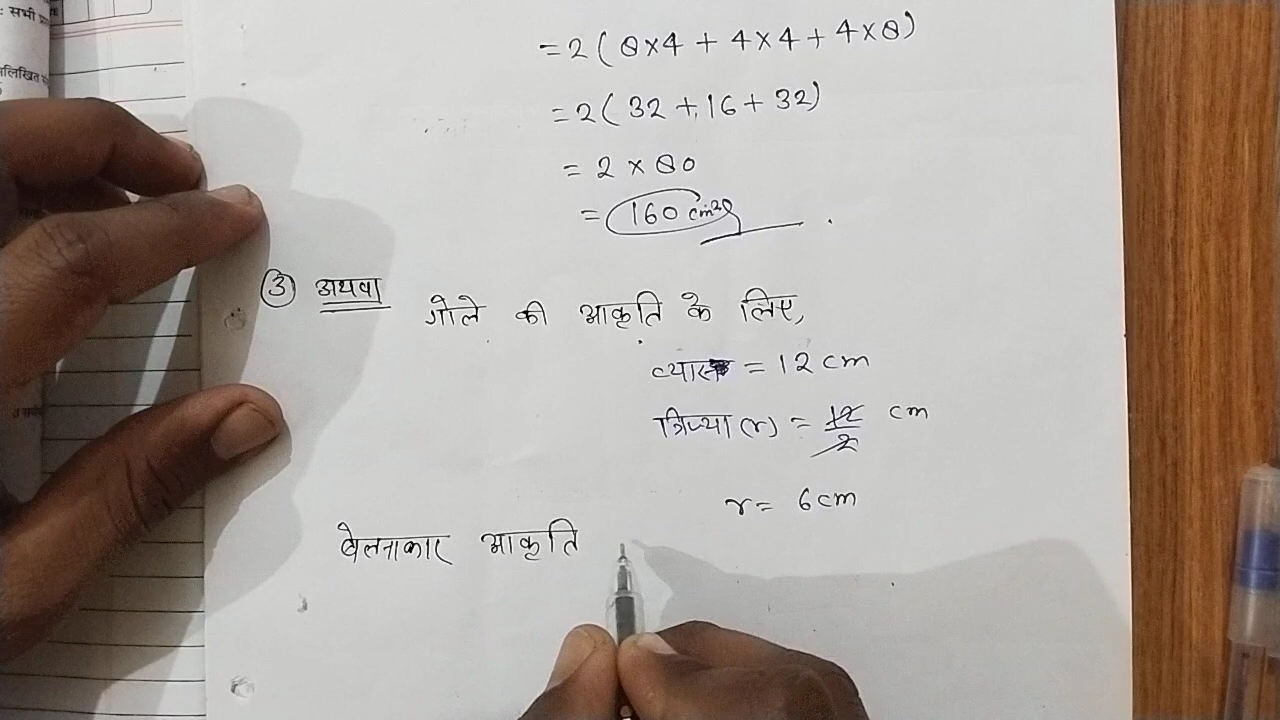 : सभी
लिखित
= 2 ( 8×4 + 4×4 + 4×8 )
= 2 ( 32 + 16 + 32 )
= 2 × 80
= 160 cm²
③ अथवा गोले की आकृति के लिए,
व्यास = 12 cm
त्रिज्या (r) = 12/2 cm
r = 6 cm
बेलनाकार आकृति